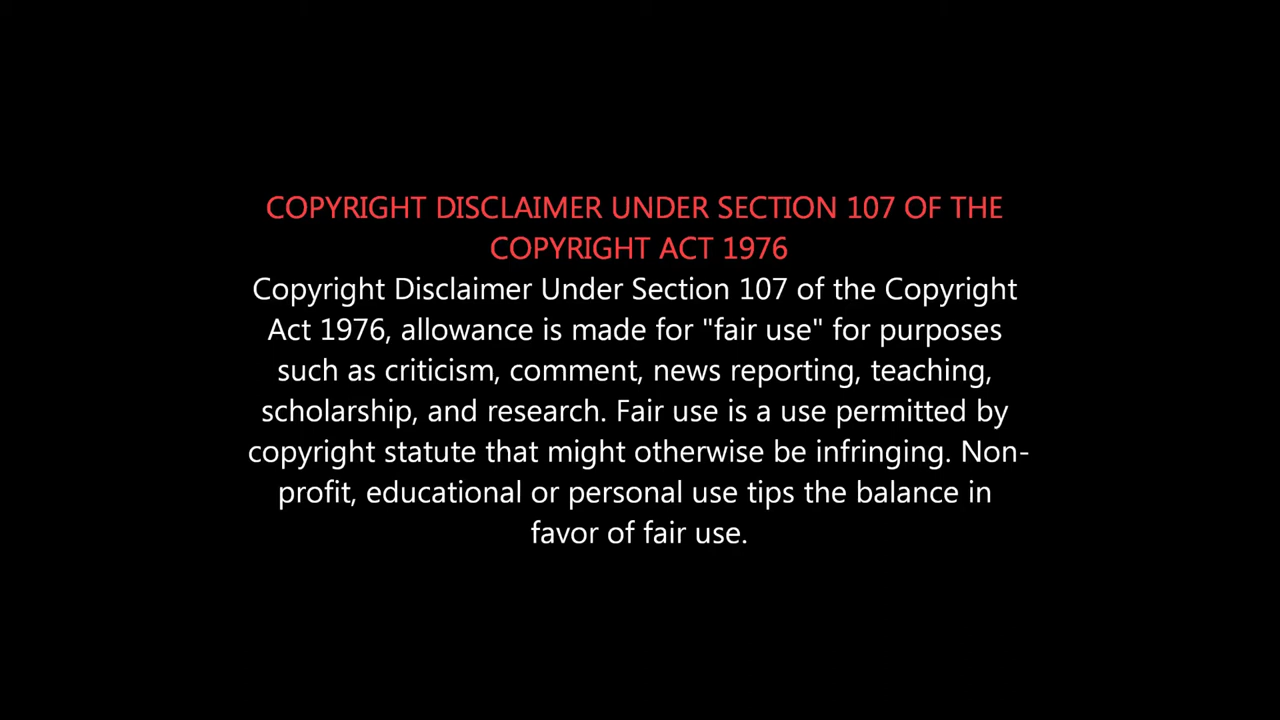 COPYRIGHT DISCLAIMER UNDER SECTION 107 OF THE
COPYRIGHT ACT 1976
Copyright Disclaimer Under Section 107 of the Copyright
Act 1976, allowance is made for "fair use" for purposes
such as criticism, comment, news reporting, teaching,
scholarship, and research. Fair use is a use permitted by
copyright statute that might otherwise be infringing. Non-
profit, educational or personal use tips the balance in
favor of fair use.